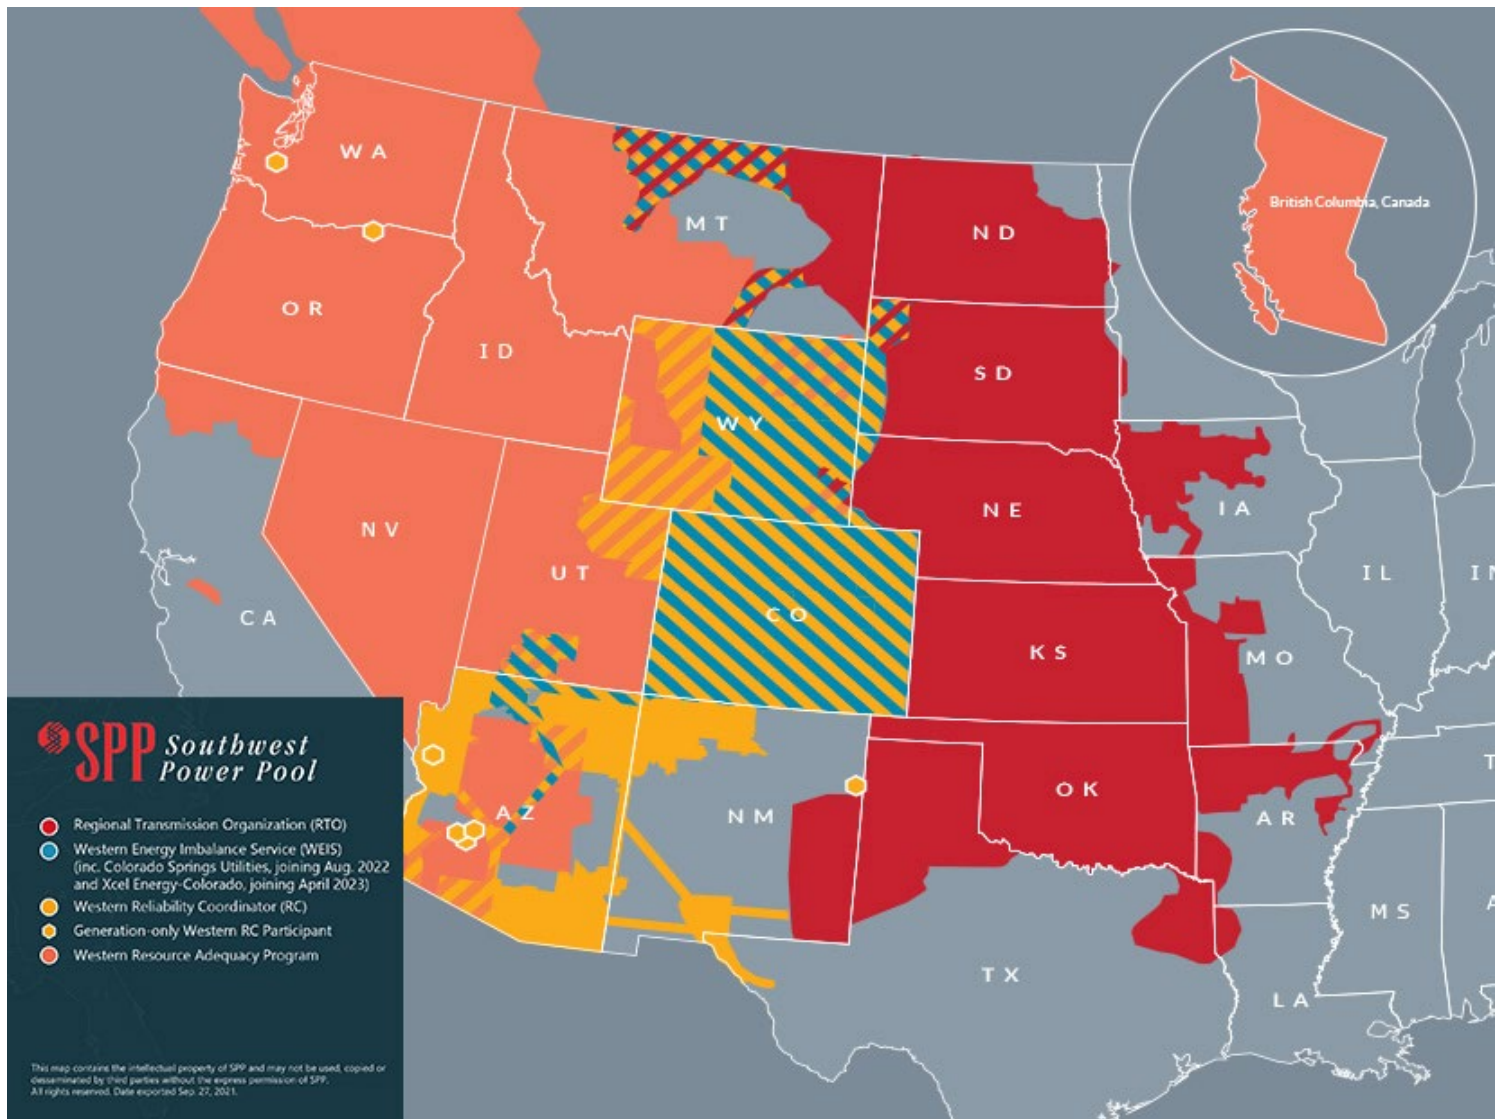 British Columbia, Canada
WA
MT
ND
OR
ID
SD
WY
NE
IA
NV
UT
IL
IN
CA
CO
KS
MO
SPP Southwest
Power Pool
AZ
NM
OK
AR
T
TX
MS
A
LA
Regional Transmission Organization (RTO)
Western Energy Imbalance Service (WEIS)
(inc. Colorado Springs Utilities, joining Aug. 2022
and Xcel Energy-Colorado, joining April 2023)
Western Reliability Coordinator (RC)
Generation-only Western RC Participant
Western Resource Adequacy Program
This map contains the intellectual property of SPP and may not be used, copied or
desseminated by third parties without the express permission of SPP.
All rights reserved. Date exported Sep. 27, 2021.